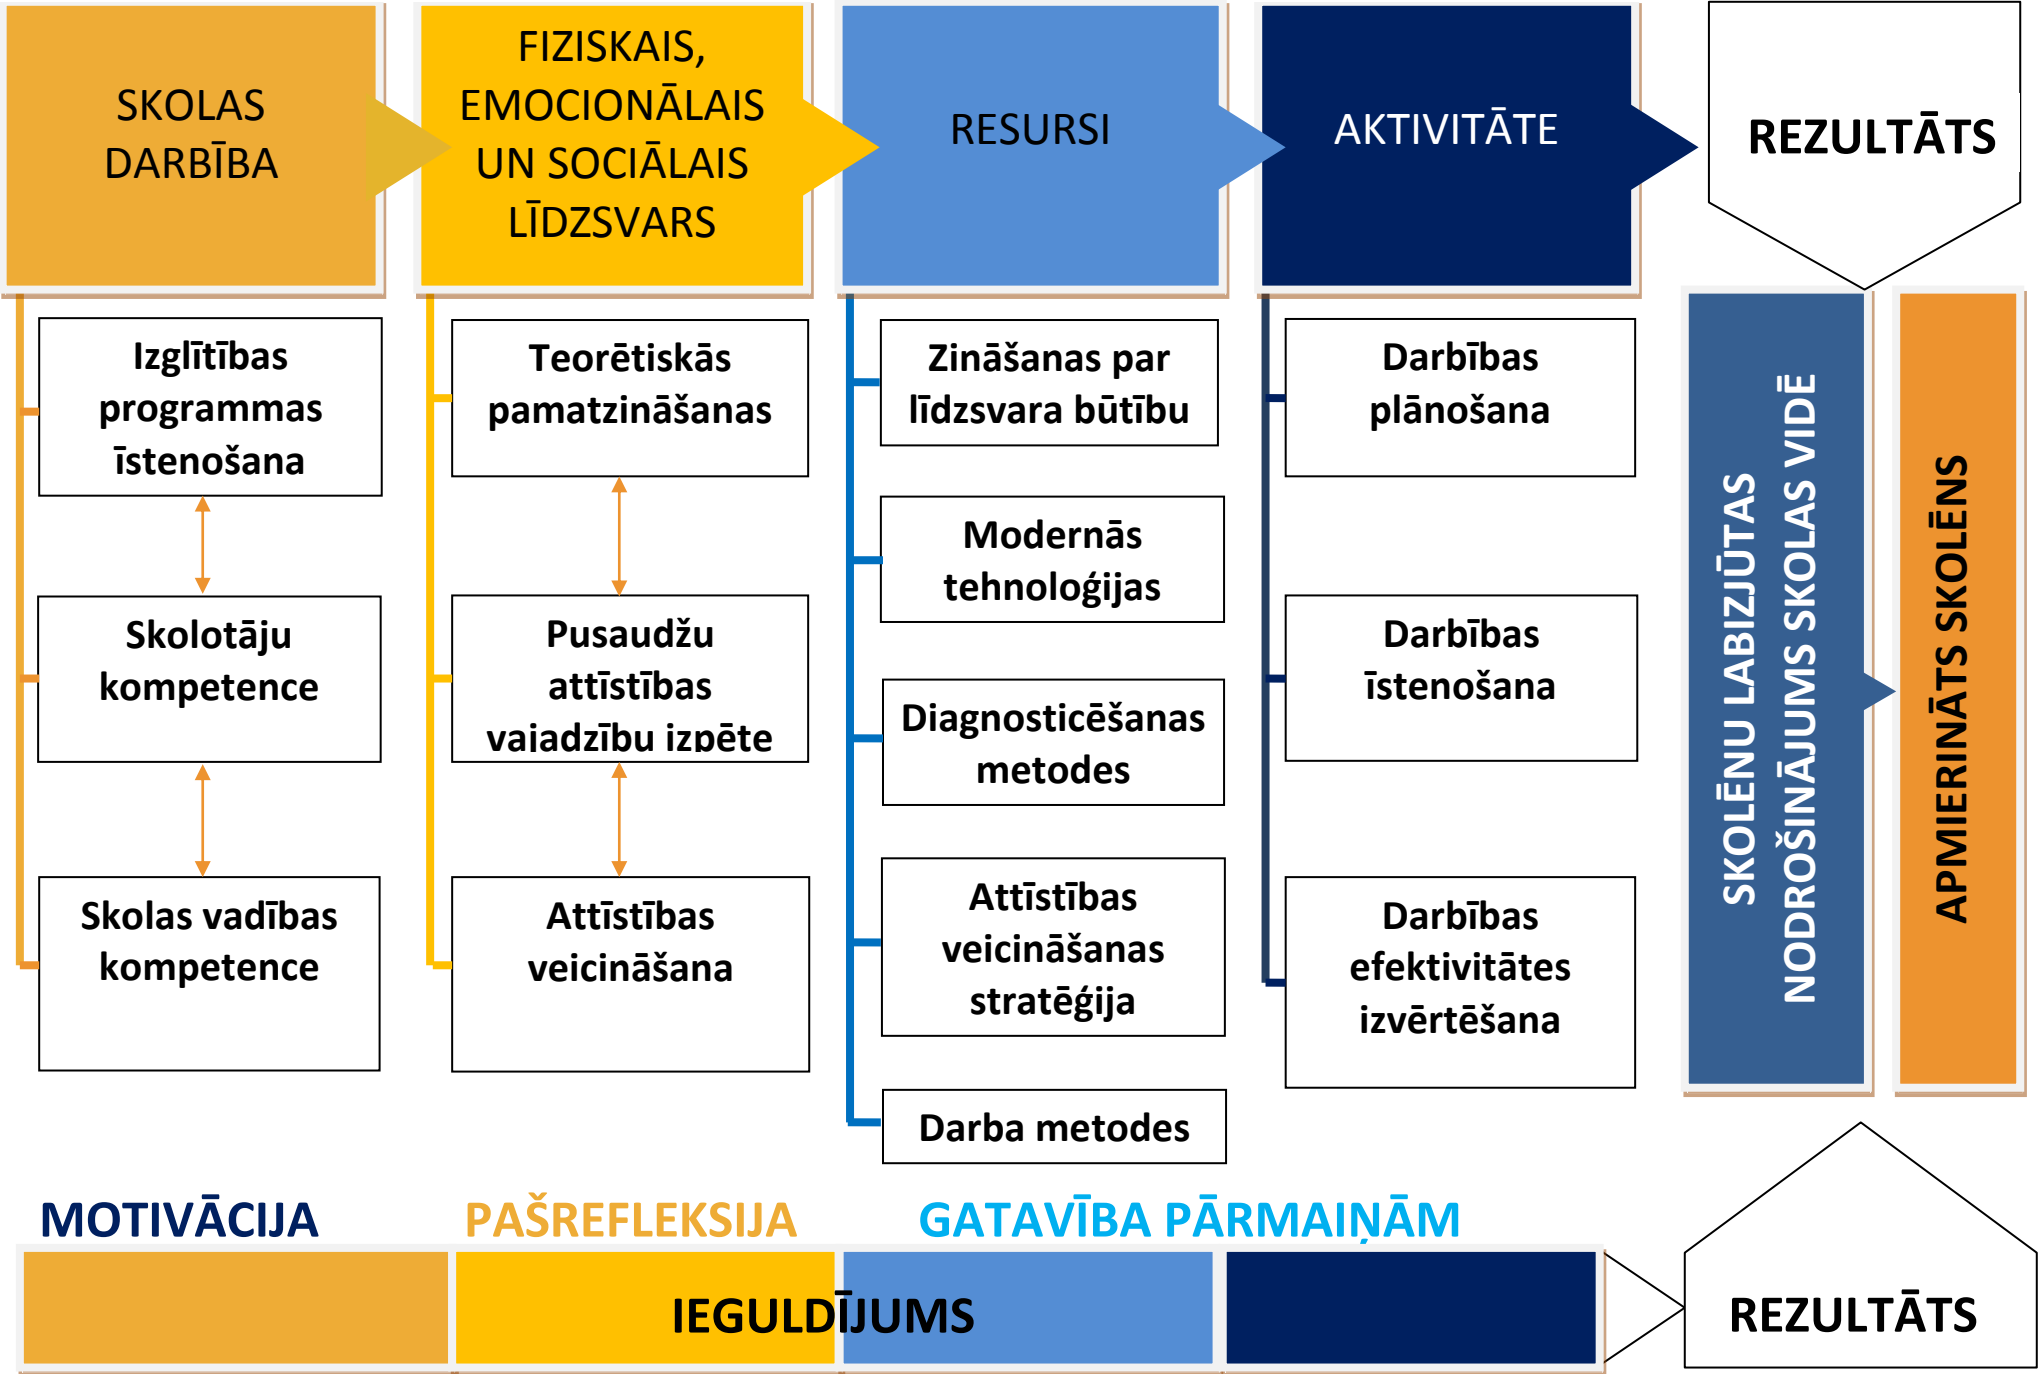 SKOLAS
DARBĪBA
FIZISKAIS,
EMOCIONĀLAIS
UN SOCIĀLAIS
LĪDZSVARS
RESURSI
AKTIVITĀTE
REZULTĀTS
Izglītības
programmas
īstenošana
Skolotāju
kompetence
Skolas vadības
kompetence
Teorētiskās
pamatzināšanas
Pusaudžu
attīstības
vajadzību izpēte
Attīstības
veicināšana
Zināšanas par
līdzsvara būtību
Modernās
tehnoloģijas
Diagnosticēšanas
metodes
Attīstības
veicināšanas
stratēģija
Darba metodes
Darbības
plānošana
Darbības
īstenošana
Darbības
efektivitātes
izvērtēšana
SKOLĒNU LABIZJŪTAS
NODROŠINĀJUMS SKOLAS VIDĒ
APMIERINĀTS SKOLĒNS
MOTIVĀCIJA
PAŠREFLEKSIJA
GATAVĪBA PĀRMAIŅĀM
IEGULDĪJUMS
REZULTĀTS